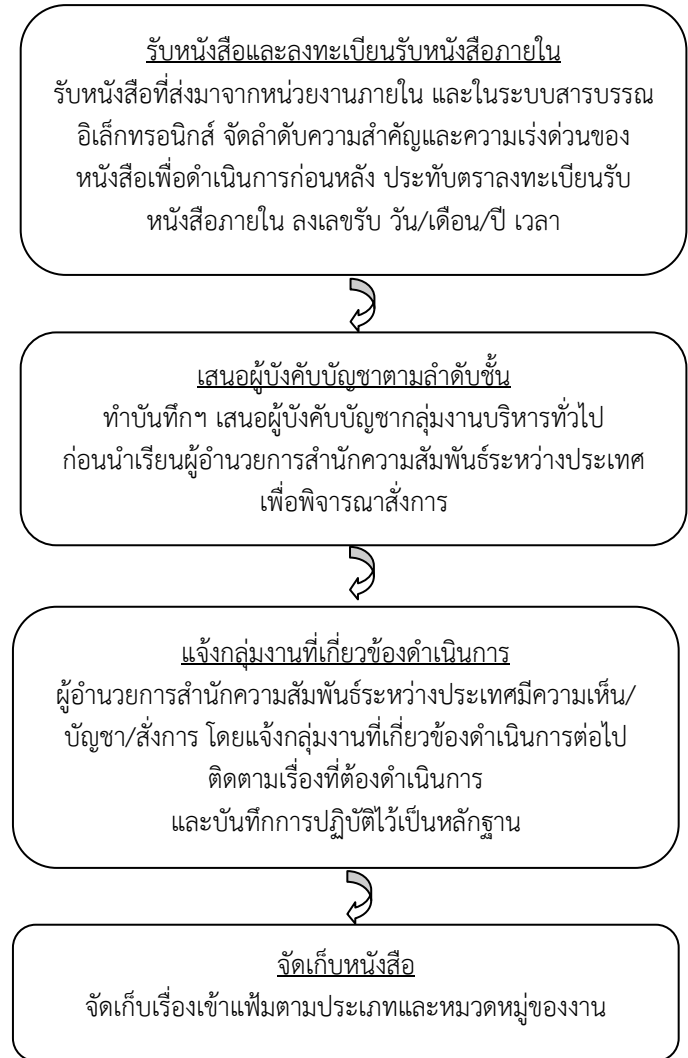 รับหนังสือและลงทะเบียนรับหนังสือภายใน
รับหนังสือที่ส่งมาจากหน่วยงานภายใน และในระบบสารบรรณ
อิเล็กทรอนิกส์ จัดลำดับความสำคัญและความเร่งด่วนของ
หนังสือเพื่อดำเนินการก่อนหลัง ประทับตราลงทะเบียนรับ
หนังสือภายใน ลงเลขรับ วัน/เดือน/ปี เวลา
เสนอผู้บังคับบัญชาตามลำดับชั้น
ทำบันทึกฯ เสนอผู้บังคับบัญชากลุ่มงานบริหารทั่วไป
ก่อนนำเรียนผู้อำนวยการสำนักความสัมพันธ์ระหว่างประเทศ
เพื่อพิจารณาสั่งการ
แจ้งกลุ่มงานที่เกี่ยวข้องดำเนินการ
ผู้อำนวยการสำนักความสัมพันธ์ระหว่างประเทศมีความเห็น/
บัญชา/สั่งการ โดยแจ้งกลุ่มงานที่เกี่ยวข้องดำเนินการต่อไป
ติดตามเรื่องที่ต้องดำเนินการ
และบันทึกการปฏิบัติไว้เป็นหลักฐาน
จัดเก็บหนังสือ
จัดเก็บเรื่องเข้าแฟ้มตามประเภทและหมวดหมู่ของงาน